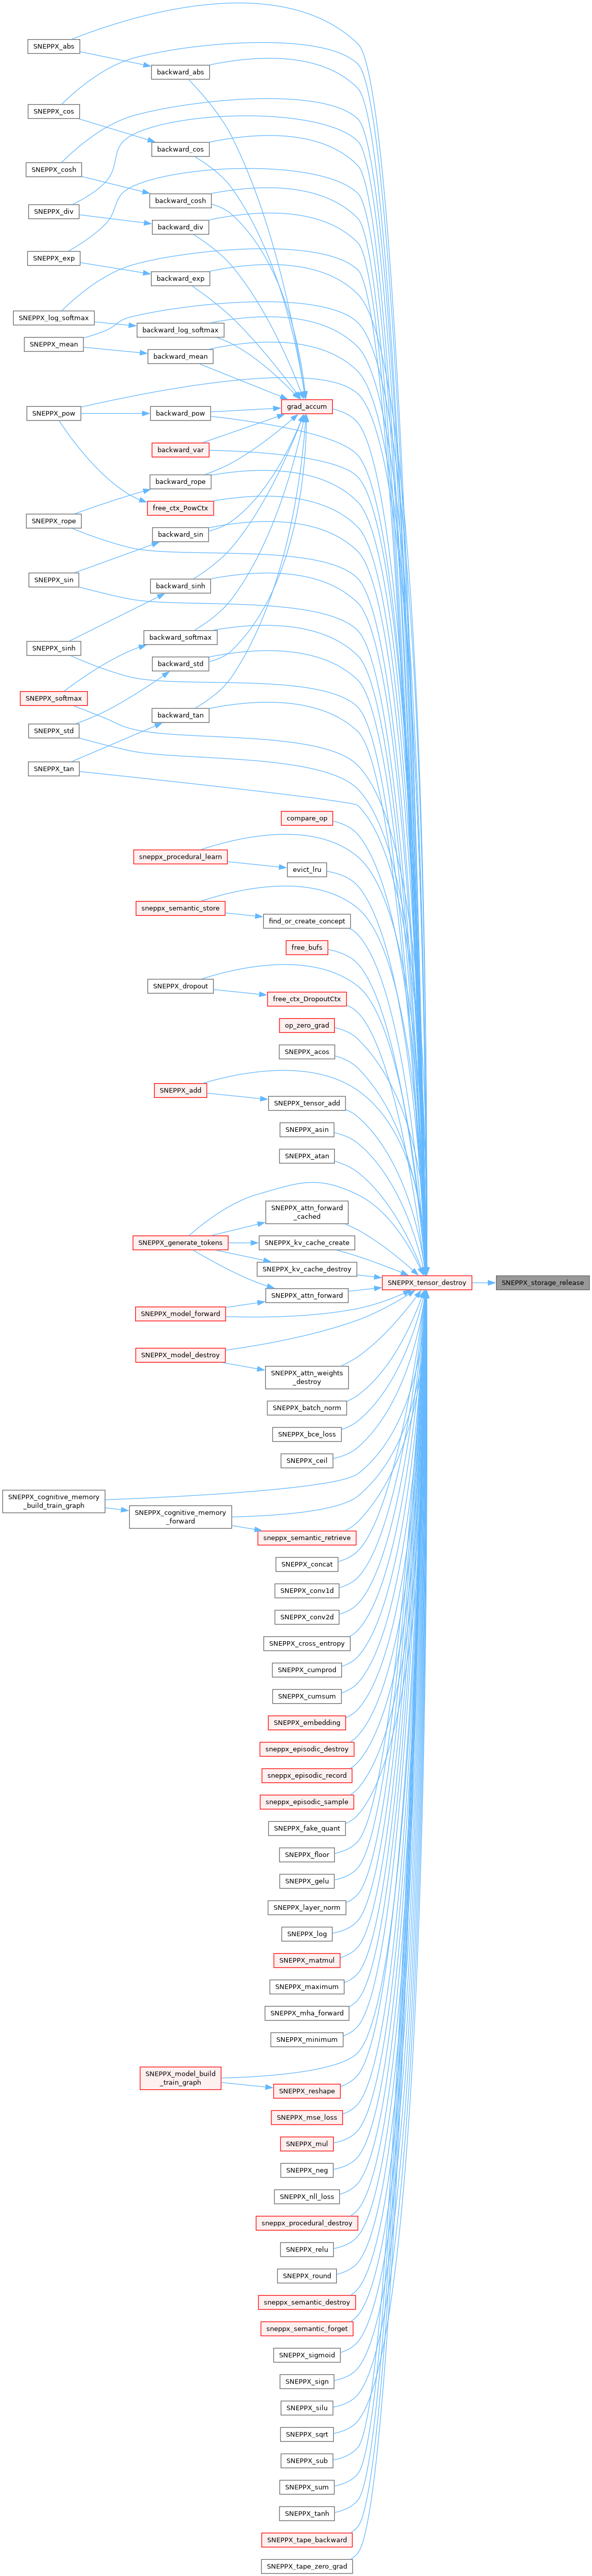 SNEPPX_abs
backward_abs
SNEPPX_cos
backward_cos
SNEPPX_cosh
backward_cosh
SNEPPX_div
backward_div
SNEPPX_exp
backward_exp
SNEPPX_log_softmax
backward_log_softmax
SNEPPX_mean
backward_mean
grad_accum
SNEPPX_pow
backward_pow
backward_var
backward_rope
free_ctx_PowCtx
SNEPPX_rope
backward_sin
SNEPPX_sin
backward_sinh
backward_softmax
SNEPPX_sinh
backward_std
SNEPPX_softmax
backward_tan
SNEPPX_std
SNEPPX_tan
compare_op
sneppx_procedural_learn
evict_lru
sneppx_semantic_store
find_or_create_concept
free_bufs
SNEPPX_dropout
free_ctx_DropoutCtx
op_zero_grad
SNEPPX_acos
SNEPPX_add
SNEPPX_tensor_add
SNEPPX_asin
SNEPPX_atan
SNEPPX_attn_forward
_cached
SNEPPX_generate_tokens
SNEPPX_kv_cache_create
SNEPPX_kv_cache_destroy
SNEPPX_tensor_destroy
SNEPPX_storage_release
SNEPPX_attn_forward
SNEPPX_model_forward
SNEPPX_model_destroy
SNEPPX_attn_weights
_destroy
SNEPPX_batch_norm
SNEPPX_bce_loss
SNEPPX_ceil
SNEPPX_cognitive_memory
_build_train_graph
SNEPPX_cognitive_memory
_forward
sneppx_semantic_retrieve
SNEPPX_concat
SNEPPX_conv1d
SNEPPX_conv2d
SNEPPX_cross_entropy
SNEPPX_cumprod
SNEPPX_cumsum
SNEPPX_embedding
sneppx_episodic_destroy
sneppx_episodic_record
sneppx_episodic_sample
SNEPPX_fake_quant
SNEPPX_floor
SNEPPX_gelu
SNEPPX_layer_norm
SNEPPX_log
SNEPPX_matmul
SNEPPX_maximum
SNEPPX_mha_forward
SNEPPX_minimum
SNEPPX_model_build
_train_graph
SNEPPX_reshape
SNEPPX_mse_loss
SNEPPX_mul
SNEPPX_neg
SNEPPX_nll_loss
sneppx_procedural_destroy
SNEPPX_relu
SNEPPX_round
sneppx_semantic_destroy
sneppx_semantic_forget
SNEPPX_sigmoid
SNEPPX_sign
SNEPPX_silu
SNEPPX_sqrt
SNEPPX_sub
SNEPPX_sum
SNEPPX_tanh
SNEPPX_tape_backward
SNEPPX_tape_zero_grad